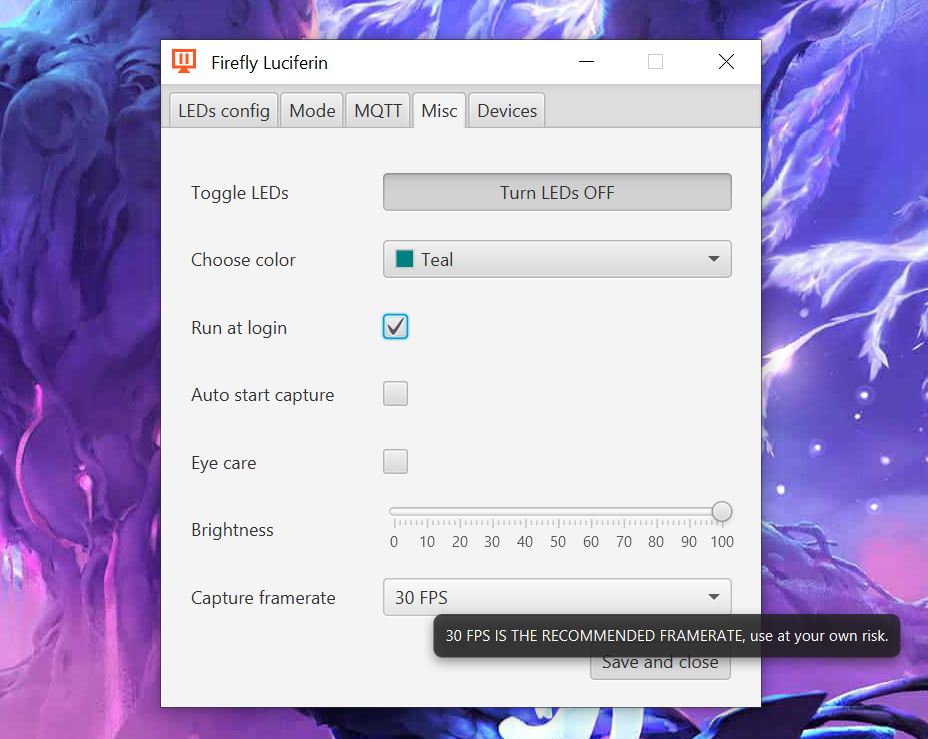 Firefly Luciferin
LEDs config Mode MQTT Misc Devices
Toggle LEDs Turn LEDs OFF
Choose color Teal
Run at login
Auto start capture
Eye care
Brightness
0 10 20 30 40 50 60 70 80 90 100
Capture framerate 30 FPS
30 FPS IS THE RECOMMENDED FRAMERATE, use at your own risk.
Save and close